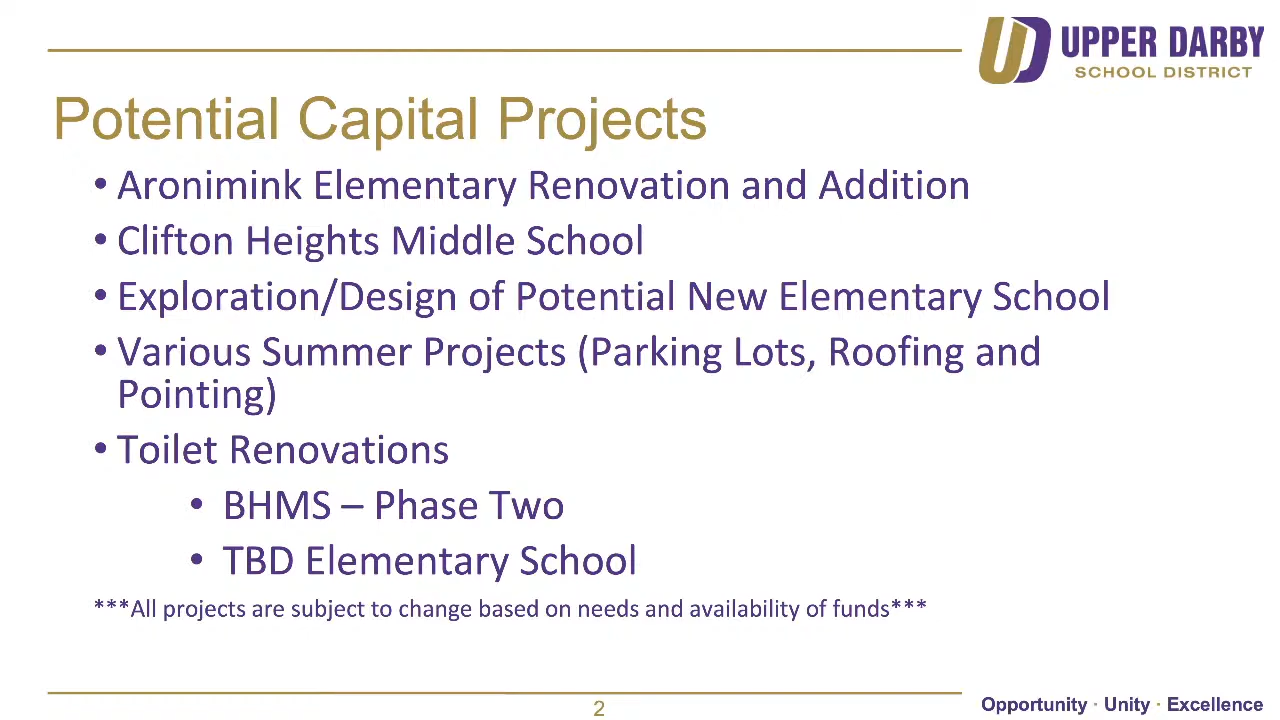 UPPER DARBY
SCHOOL DISTRICT
Potential Capital Projects
• Aronimink Elementary Renovation and Addition
• Clifton Heights Middle School
• Exploration/Design of Potential New Elementary School
• Various Summer Projects (Parking Lots, Roofing and
Pointing)
• Toilet Renovations
• BHMS – Phase Two
• TBD Elementary School
***All projects are subject to change based on needs and availability of funds***
2
Opportunity · Unity · Excellence